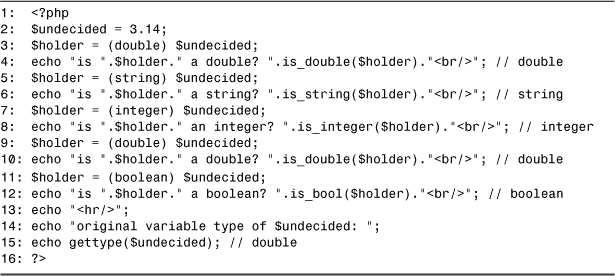 1: <?php
2: $undecided = 3.14;
3: $holder = (double) $undecided;
4: echo "is ".$holder." a double? ".is_double($holder)."<br/>"; // double
5: $holder = (string) $undecided;
6: echo "is ".$holder." a string? ".is_string($holder)."<br/>"; // string
7: $holder = (integer) $undecided;
8: echo "is ".$holder." an integer? ".is_integer($holder)."<br/>"; // integer
9: $holder = (double) $undecided;
10: echo "is ".$holder." a double? ".is_double($holder)."<br/>"; // double
11: $holder = (boolean) $undecided;
12: echo "is ".$holder." a boolean? ".is_bool($holder)."<br/>"; // boolean
13: echo "<hr/>";
14: echo "original variable type of $undecided: ";
15: echo gettype($undecided); // double
16: ?>